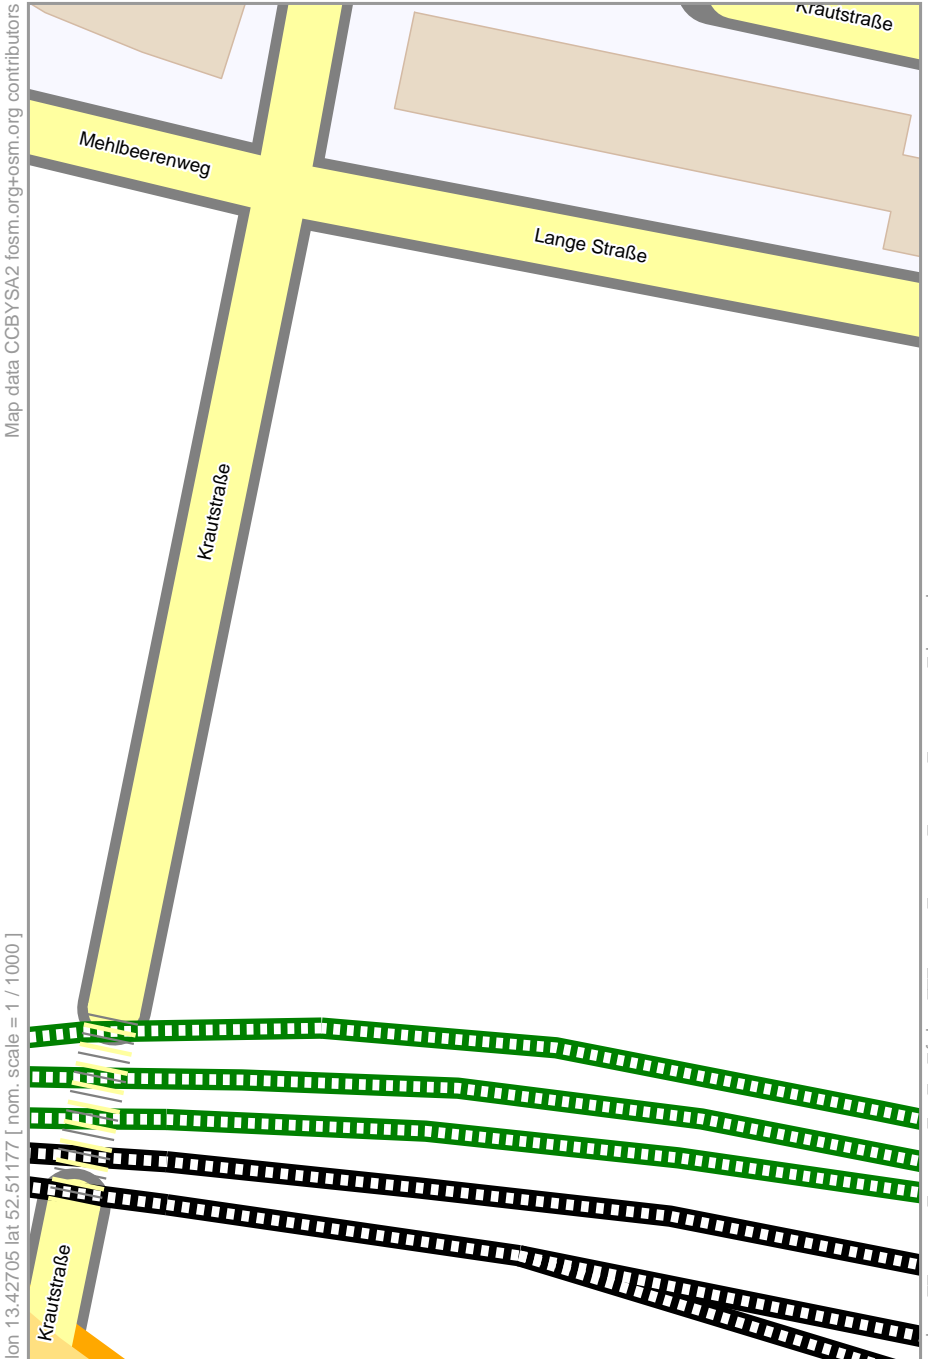 Krautstraße
Mehlbeerenweg
Lange Straße
Krautstraße
Krautstraße
Map data CCBYSA2 fosm.org+osm.org contributors
lon 13.42705 lat 52.51177 [ nom. scale = 1 / 1000 ]